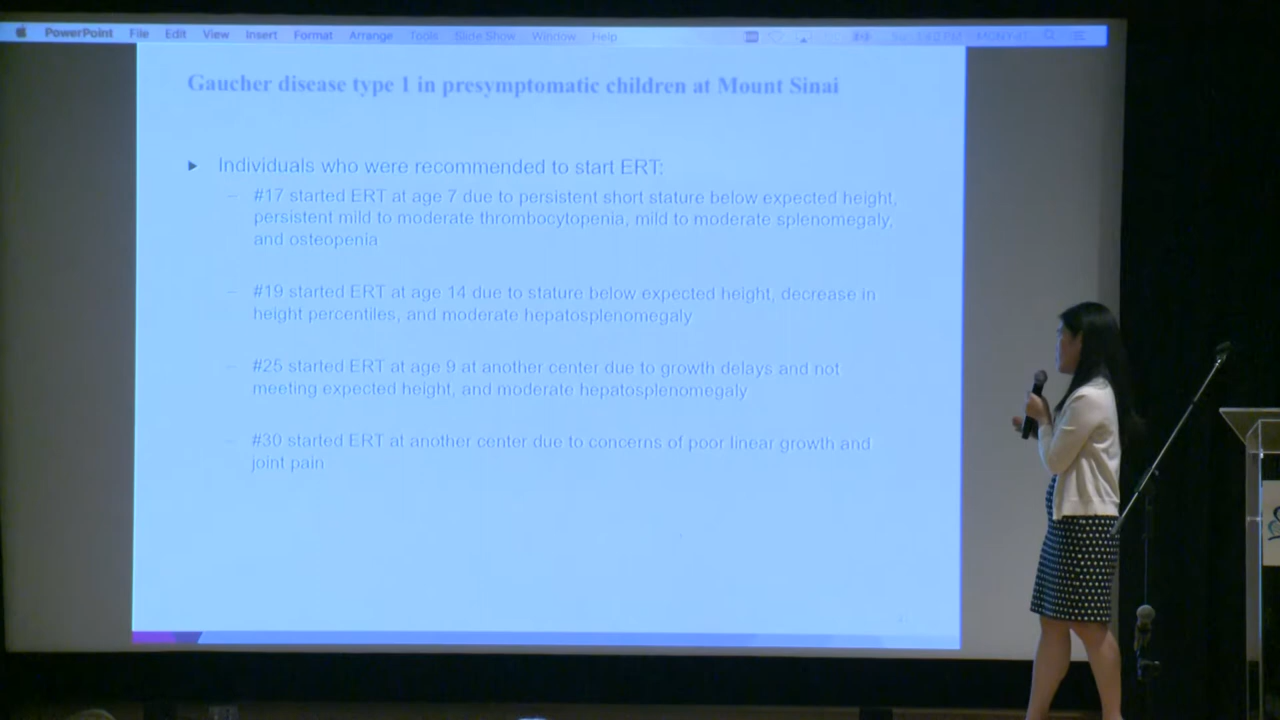 PowerPoint File Edit View Insert Format Arrange Tools Slide Show Window Help
Gaucher disease type 1 in presymptomatic children at Mount Sinai
Individuals who were recommended to start ERT:
– #17 started ERT at age 7 due to persistent short stature below expected height,
persistent mild to moderate thrombocytopenia, mild to moderate splenomegaly,
and osteopenia
– #19 started ERT at age 14 due to stature below expected height, decrease in
height percentiles, and moderate hepatosplenomegaly
– #25 started ERT at age 9 at another center due to growth delays and not
meeting expected height, and moderate hepatosplenomegaly
– #30 started ERT at another center due to concerns of poor linear growth and
joint pain